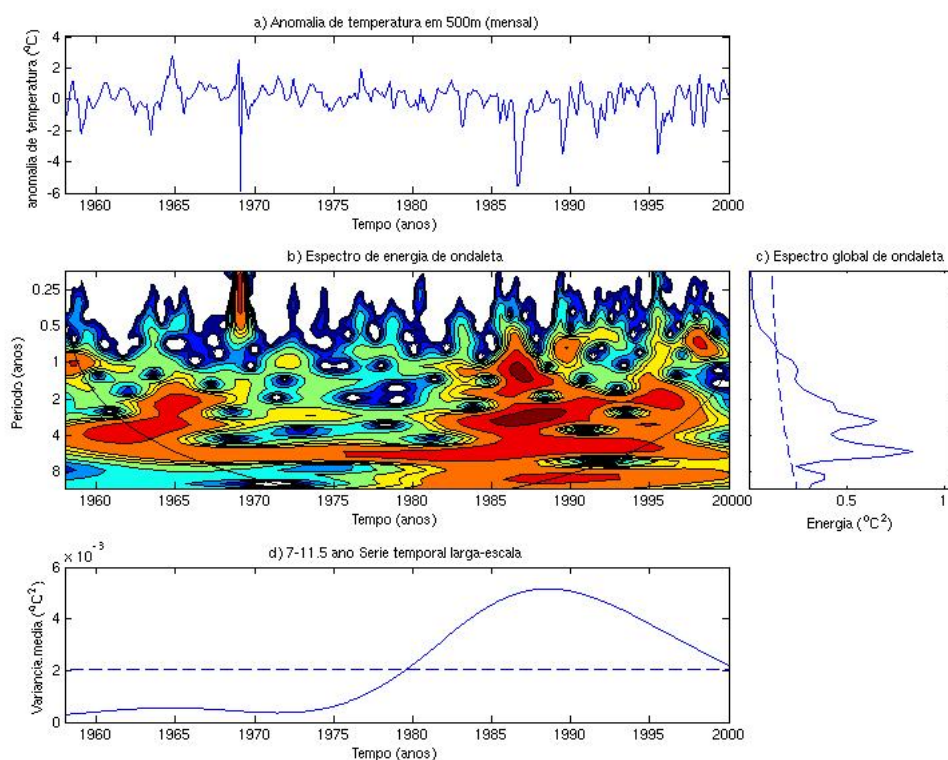 a) Anomalia de temperatura em 500m (mensal)
anomalia de temperatura (°C)
4
2
0
-2
-4
-6
1960 1965 1970 1975 1980 1985 1990 1995 2000
Tempo (anos)
b) Espectro de energia de ondaleta
Periodo (anos)
0.25
0.5
1
2
4
8
1960 1965 1970 1975 1980 1985 1990 1995 2000
Tempo (anos)
c) Espectro global de ondaleta
0 0.5 1
Energia (°C²)
d) 7-11.5 ano Serie temporal larga-escala
x 10⁻³
Variancia media (°C²)
6
4
2
0
1960 1965 1970 1975 1980 1985 1990 1995 2000
Tempo (anos)